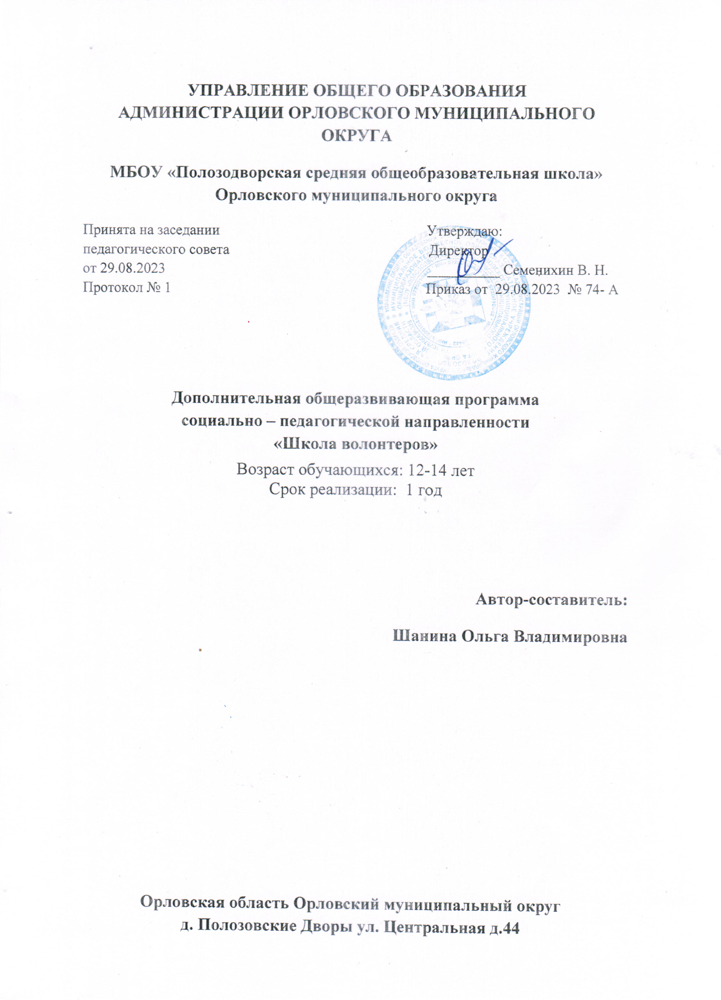 УПРАВЛЕНИЕ ОБЩЕГО ОБРАЗОВАНИЯ
АДМИНИСТРАЦИИ ОРЛОВСКОГО МУНИЦИПАЛЬНОГО
ОКРУГА
МБОУ «Полозодворская средняя общеобразовательная школа»
Орловского муниципального округа
Принята на заседании
педагогического совета
от 29.08.2023
Протокол № 1
Утверждаю:
Директор
__________ Семенихин В. Н.
Приказ от 29.08.2023 № 74- А
Дополнительная общеразвивающая программа
социально – педагогической направленности
«Школа волонтеров»
Возраст обучающихся: 12-14 лет
Срок реализации: 1 год
Автор-составитель:
Шанина Ольга Владимировна
Орловская область Орловский муниципальный округ
д. Полозовские Дворы ул. Центральная д.44